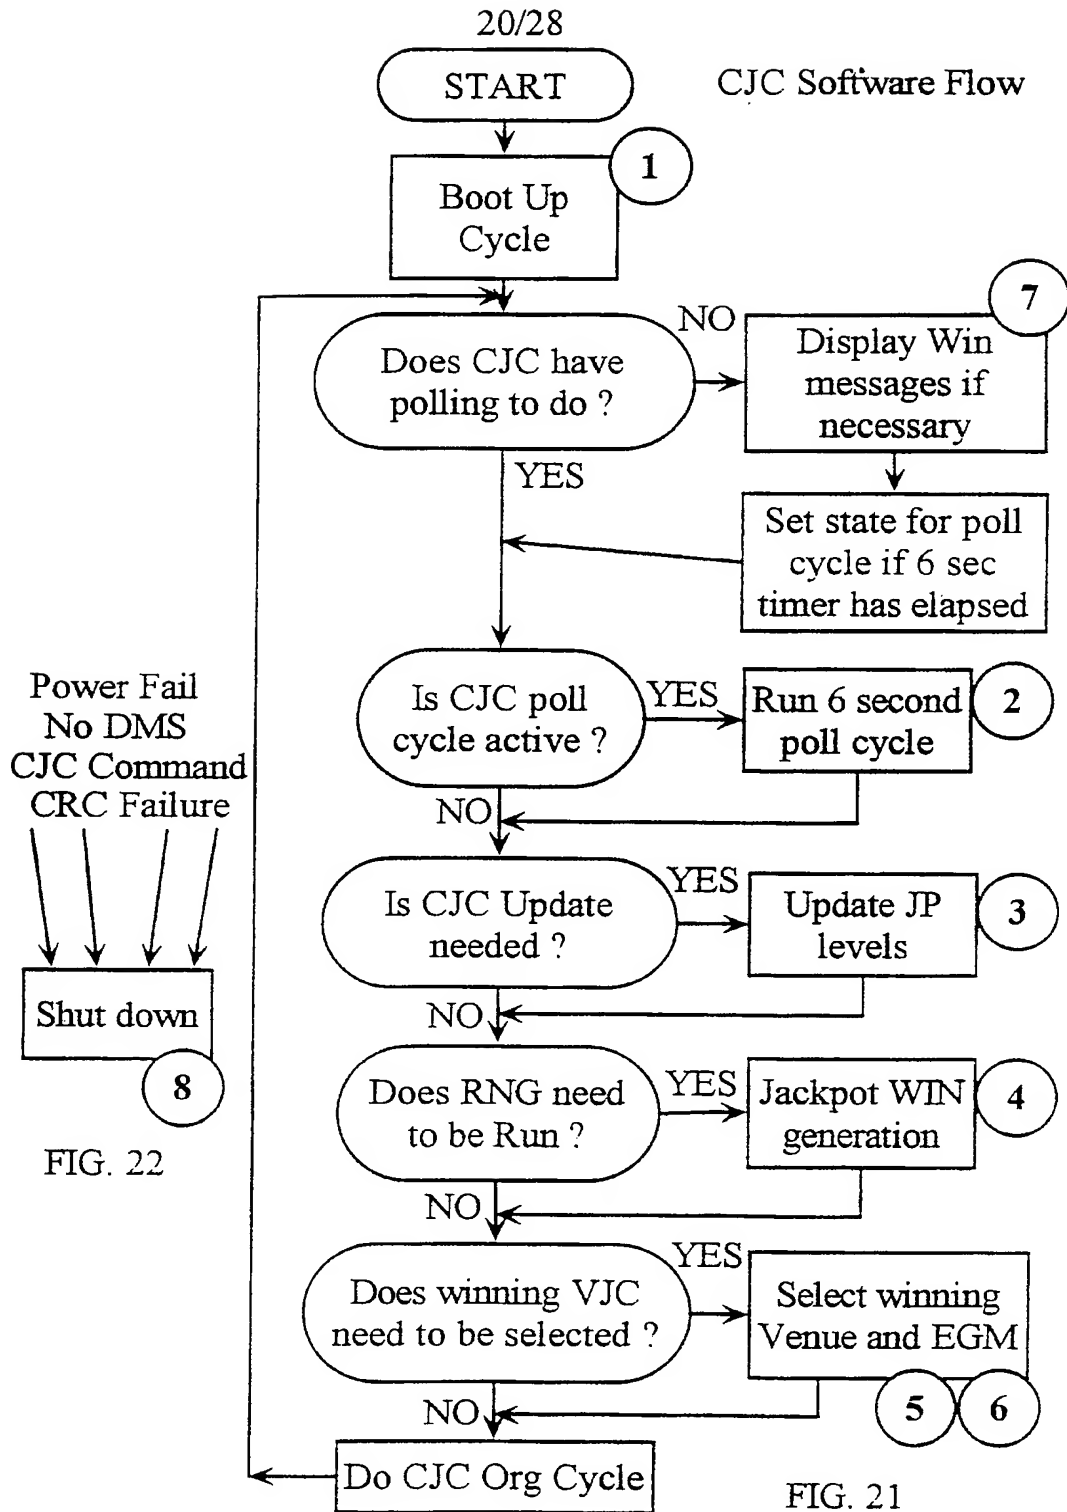 20/28
START
CJC Software Flow
1
Boot Up
Cycle
7
NO
Does CJC have
polling to do ?
Display Win
messages if
necessary
YES
Set state for poll
cycle if 6 sec
timer has elapsed
Power Fail
No DMS
CJC Command
CRC Failure
Is CJC poll
cycle active ?
YES
Run 6 second
poll cycle
2
NO
Is CJC Update
needed ?
YES
Update JP
levels
3
Shut down
8
FIG. 22
NO
Does RNG need
to be Run ?
YES
Jackpot WIN
generation
4
NO
Does winning VJC
need to be selected ?
YES
Select winning
Venue and EGM
5
6
NO
Do CJC Org Cycle
FIG. 21